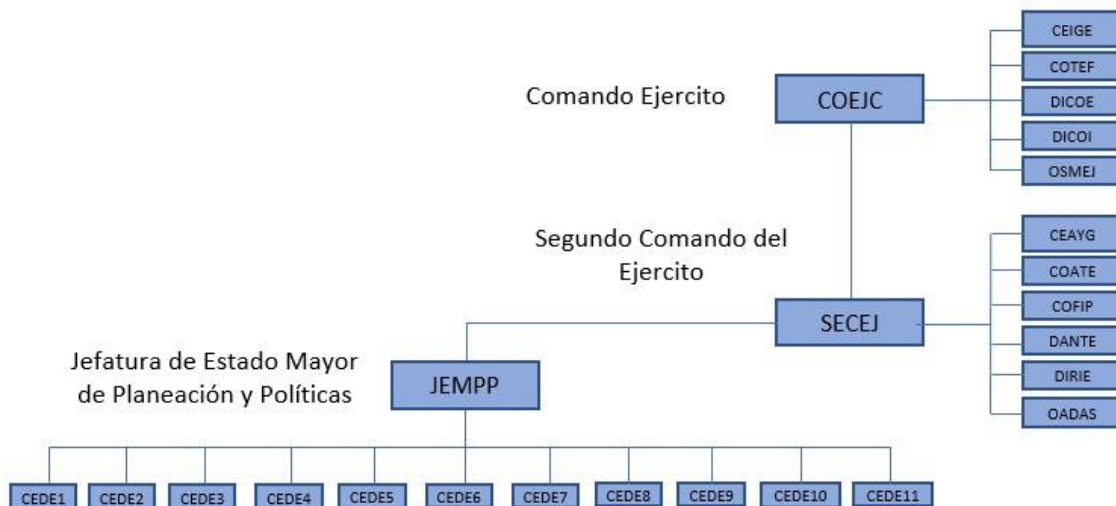 CEIGE
COTEF
Comando Ejercito
COEJC
DICOE
DICOI
OSMEJ
Segundo Comando del
Ejercito
CEAYG
COATE
COFIP
SECEJ
DANTE
DIRIE
OADAS
Jefatura de Estado Mayor
de Planeación y Políticas
JEMPP
CEDE1 CEDE2 CEDE3 CEDE4 CEDE5 CEDE6 CEDE7 CEDE8 CEDE9 CEDE10 CEDE11